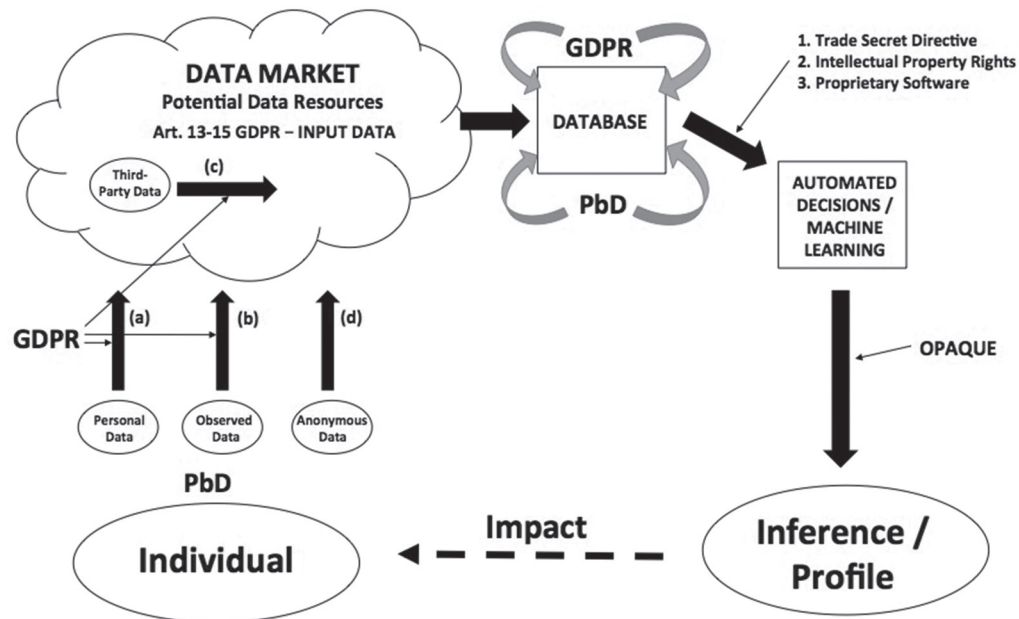 DATA MARKET
Potential Data Resources
Art. 13-15 GDPR – INPUT DATA
Third-
Party Data
(c)
GDPR
DATABASE
PbD
1. Trade Secret Directive
2. Intellectual Property Rights
3. Proprietary Software
AUTOMATED
DECISIONS /
MACHINE
LEARNING
GDPR
(a)
(b)
(d)
Personal
Data
Observed
Data
Anonymous
Data
PbD
Individual
OPAQUE
Impact
Inference /
Profile